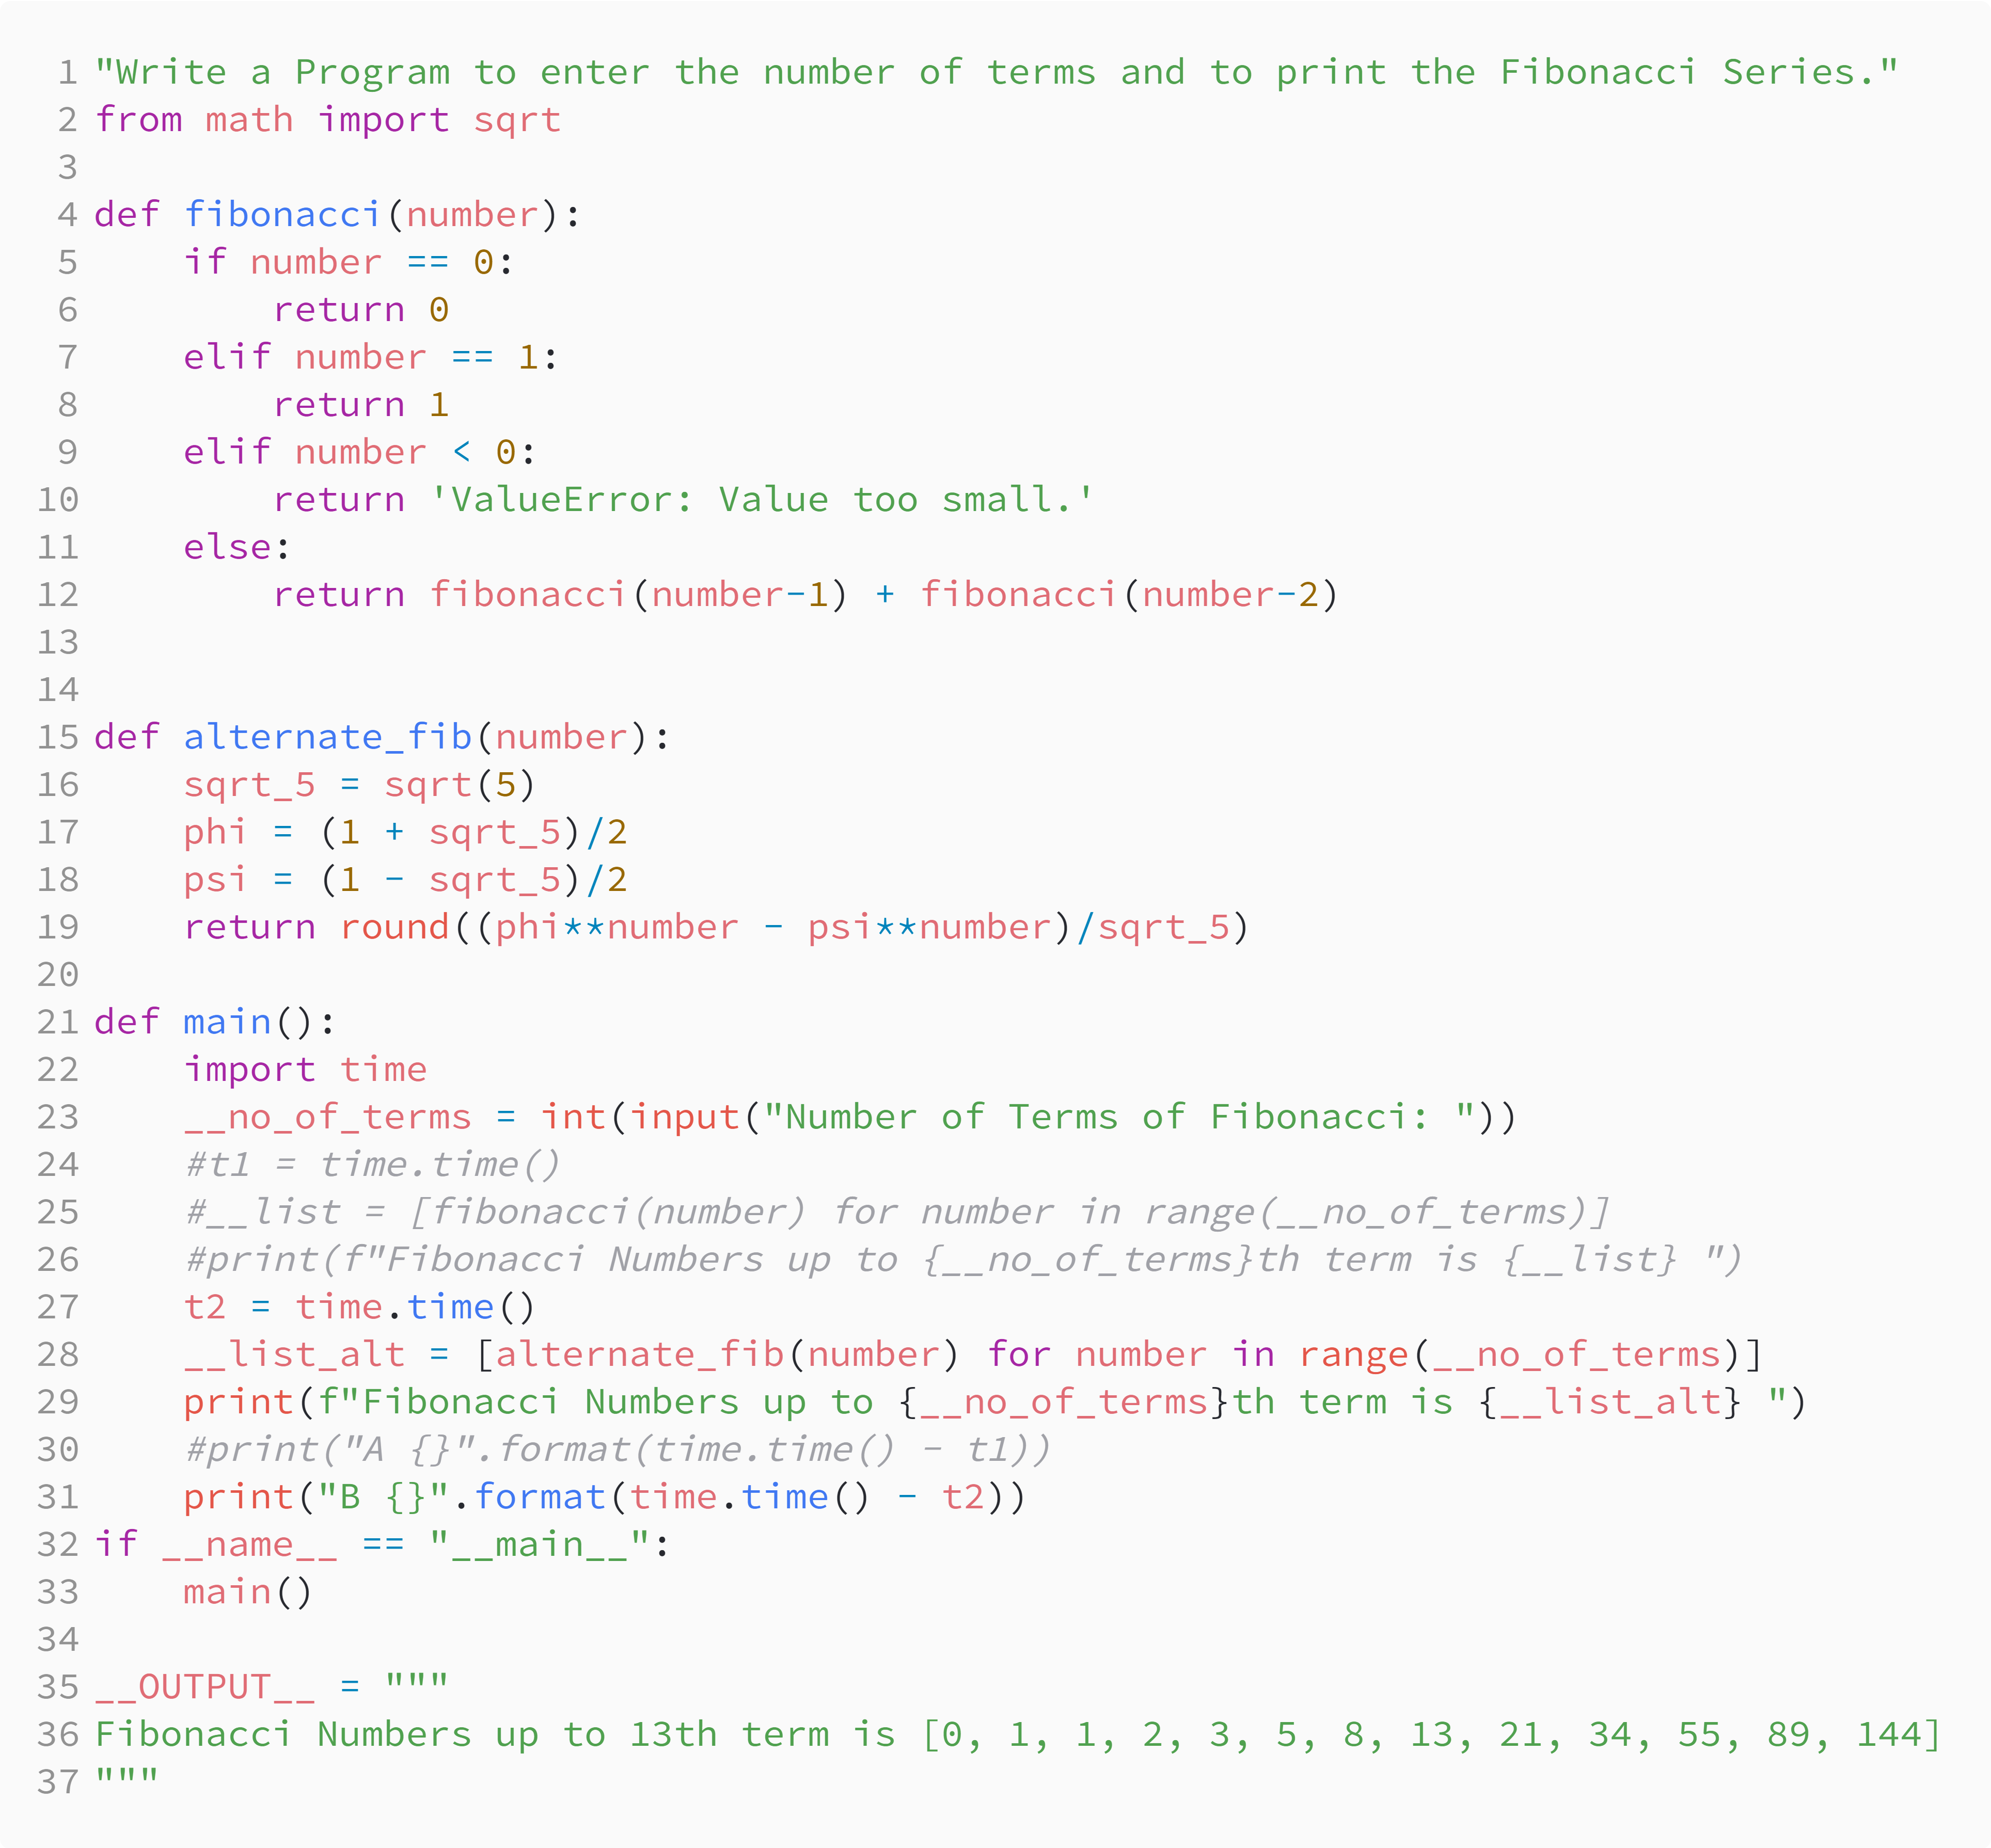 1 "Write a Program to enter the number of terms and to print the Fibonacci Series."
2 from math import sqrt
3
4 def fibonacci(number):
5     if number == 0:
6         return 0
7     elif number == 1:
8         return 1
9     elif number < 0:
10         return 'ValueError: Value too small.'
11     else:
12         return fibonacci(number-1) + fibonacci(number-2)
13
14
15 def alternate_fib(number):
16     sqrt_5 = sqrt(5)
17     phi = (1 + sqrt_5)/2
18     psi = (1 - sqrt_5)/2
19     return round((phi**number - psi**number)/sqrt_5)
20
21 def main():
22     import time
23     __no_of_terms = int(input("Number of Terms of Fibonacci: "))
24     #t1 = time.time()
25     #__list = [fibonacci(number) for number in range(__no_of_terms)]
26     #print(f"Fibonacci Numbers up to {__no_of_terms}th term is {__list} ")
27     t2 = time.time()
28     __list_alt = [alternate_fib(number) for number in range(__no_of_terms)]
29     print(f"Fibonacci Numbers up to {__no_of_terms}th term is {__list_alt} ")
30     #print("A {}".format(time.time() - t1))
31     print("B {}".format(time.time() - t2))
32 if __name__ == "__main__":
33     main()
34
35 __OUTPUT__ = """
36 Fibonacci Numbers up to 13th term is [0, 1, 1, 2, 3, 5, 8, 13, 21, 34, 55, 89, 144]
37 """